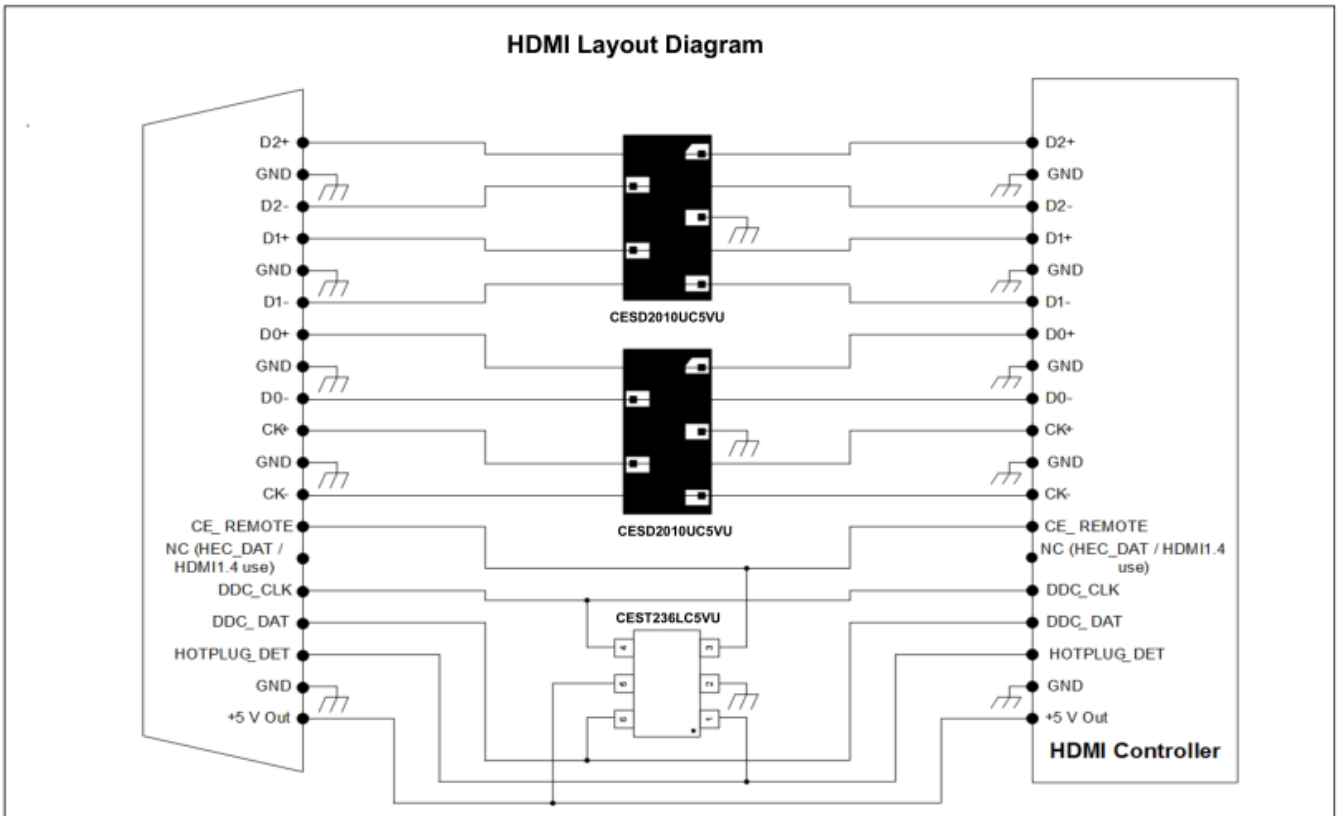 HDMI Layout Diagram
D2+
GND
D2-
D1+
GND
D1-
D0+
GND
D0-
CK+
GND
CK-
CE_ REMOTE
NC (HEC_DAT /
HDMI1.4 use)
DDC_CLK
DDC_ DAT
HOTPLUG_DET
GND
+5 V Out
CESD2010UC5VU
CESD2010UC5VU
CEST236LC5VU
4
3
5
2
6
1
D2+
GND
D2-
D1+
GND
D1-
D0+
GND
D0-
CK+
GND
CK-
CE_ REMOTE
NC (HEC_DAT / HDMI1.4
use)
DDC_CLK
DDC_ DAT
HOTPLUG_DET
GND
+5 V Out
HDMI Controller